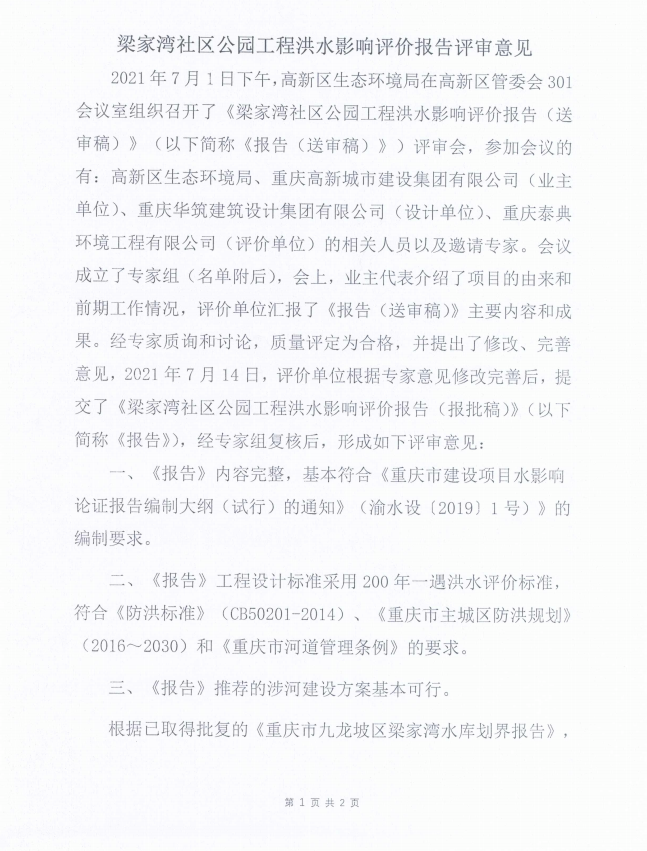 梁家湾社区公园工程洪水影响评价报告评审意见
2021年7月1日下午，高新区生态环境局在高新区管委会301
会议室组织召开了《梁家湾社区公园工程洪水影响评价报告（送
审稿）》（以下简称《报告（送审稿）》）评审会，参加会议的
有：高新区生态环境局、重庆高新城市建设集团有限公司（业主
单位）、重庆华筑建筑设计集团有限公司（设计单位）、重庆泰典
环境工程有限公司（评价单位）的相关人员以及邀请专家。会议
成立了专家组（名单附后），会上，业主代表介绍了项目的由来和
前期工作情况，评价单位汇报了《报告（送审稿）》主要内容和成
果。经专家质询和讨论，质量评定为合格，并提出了修改、完善
意见，2021年7月14日，评价单位根据专家意见修改完善后，提
交了《梁家湾社区公园工程洪水影响评价报告（报批稿）》（以下
简称《报告》），经专家组复核后，形成如下评审意见：
一、《报告》内容完整，基本符合《重庆市建设项目水影响
论证报告编制大纲（试行）的通知》（渝水设〔2019〕1号）》的
编制要求。
二、《报告》工程设计标准采用200年一遇洪水评价标准，
符合《防洪标准》（CB50201-2014）、《重庆市主城区防洪规划》
（2016～2030）和《重庆市河道管理条例》的要求。
三、《报告》推荐的涉河建设方案基本可行。
根据已取得批复的《重庆市九龙坡区梁家湾水库划界报告》，
第 1 页 共 2 页